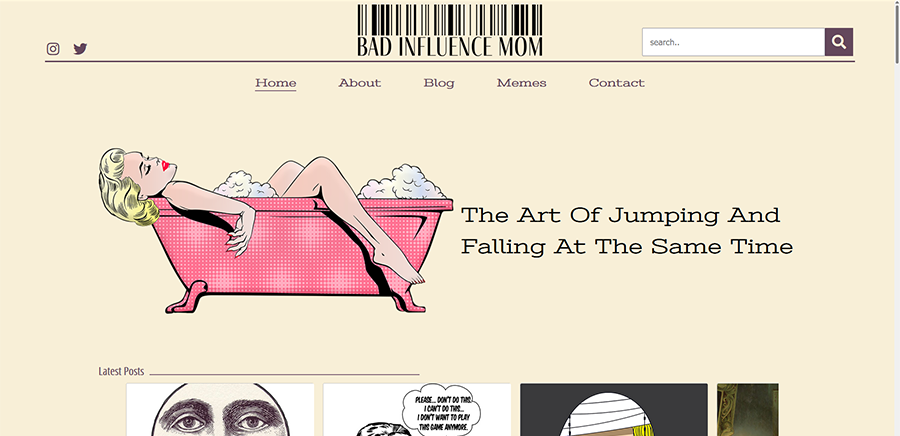 BAD INFLUENCE MOM
search..
Home About Blog Memes Contact
The Art Of Jumping And
Falling At The Same Time
Latest Posts
PLEASE... DON'T DO THIS.
I CAN'T DO THIS...
I DON'T WANT TO PLAY
THIS GAME ANYMORE.